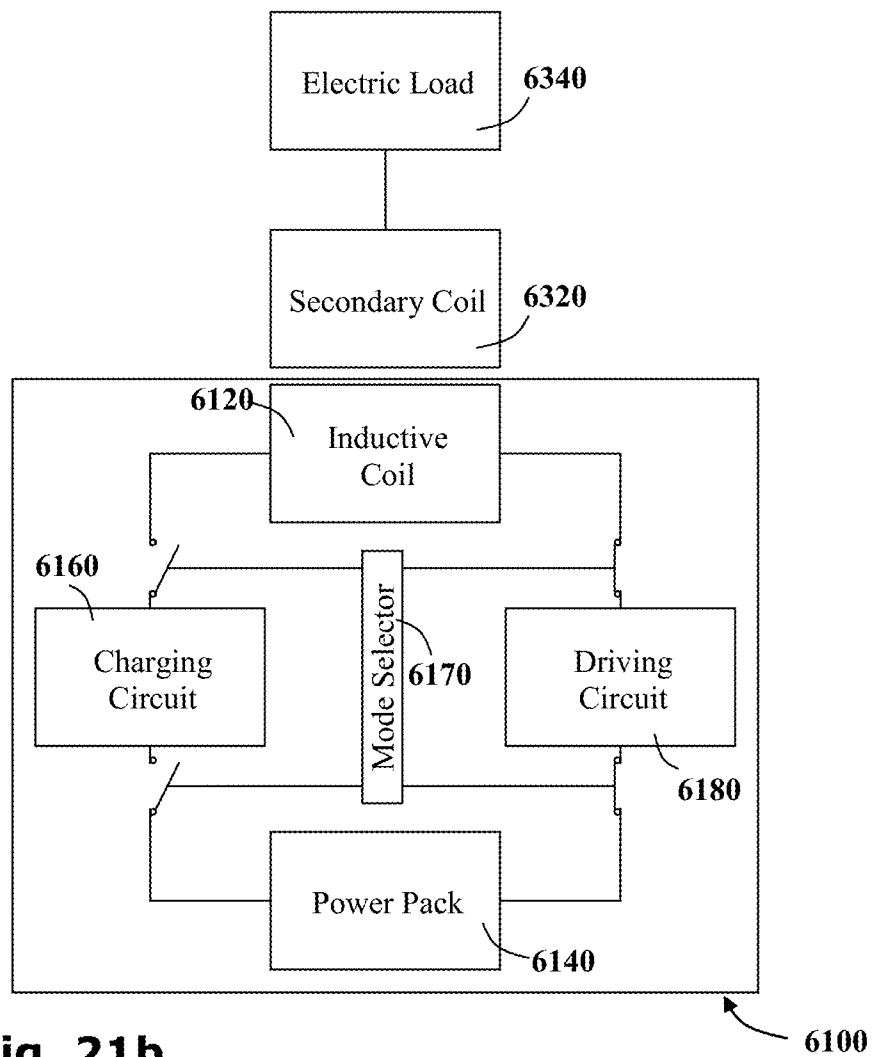 Electric Load
6340
Secondary Coil
6320
6120
Inductive
Coil
6160
Charging
Circuit
Mode Selector
6170
Driving
Circuit
6180
Power Pack
6140
6100
ig. 21b